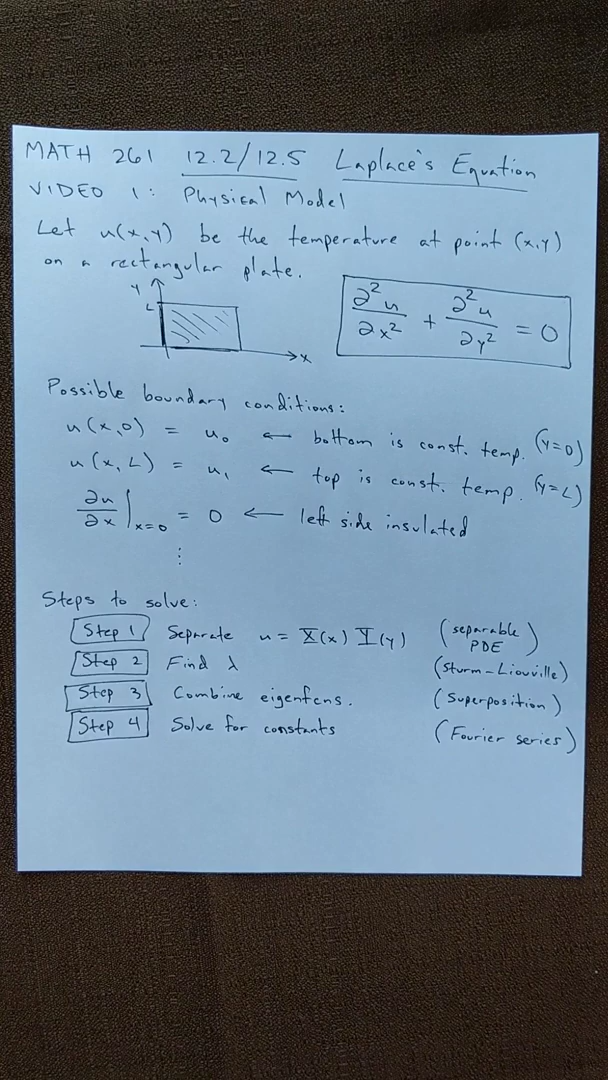 MATH 261 12.2/12.5 Laplace's Equation
VIDEO 1: Physical Model
Let u(x,y) be the temperature at point (x,y)
on a rectangular plate.
y
L
x
∂²u/∂x² + ∂²u/∂y² = 0
Possible boundary conditions:
u(x,0) = u₀ ← bottom is const. temp. (y=0)
u(x,L) = u₁ ← top is const. temp. (y=L)
∂u/∂x |ₓ₌₀ = 0 ← left side insulated
⋮
Steps to solve:
Step 1 Separate u = X(x) Y(y) (separable PDE)
Step 2 Find λ (Sturm-Liouville)
Step 3 Combine eigenfcns. (Superposition)
Step 4 Solve for constants (Fourier series)